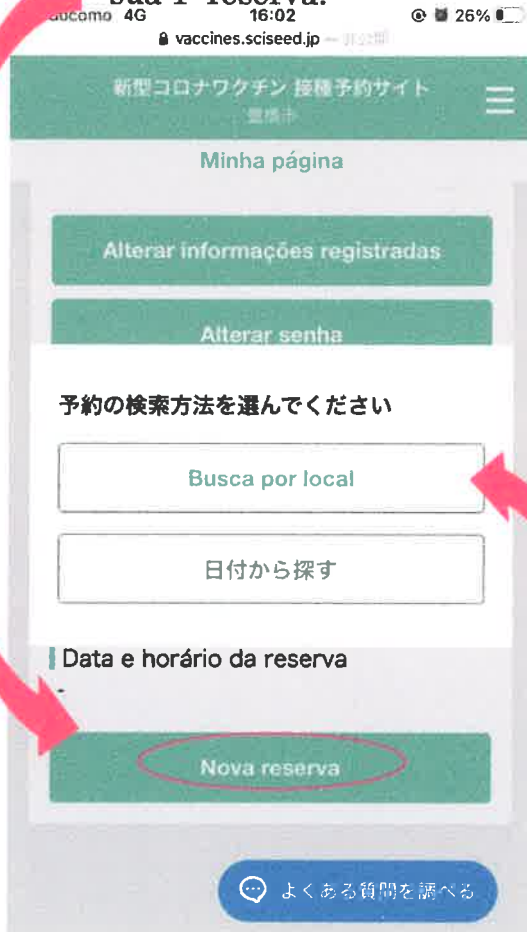 sua 1ª reserva.
docomo 4G 16:02 26%
vaccines.sciseed.jp — 非公開
新型コロナワクチン 接種予約サイト
豊橋市
Minha página
Alterar informações registradas
Alterar senha
予約の検索方法を選んでください
Busca por local
日付から探す
Data e horário da reserva
-
Nova reserva
よくある質問を調べる